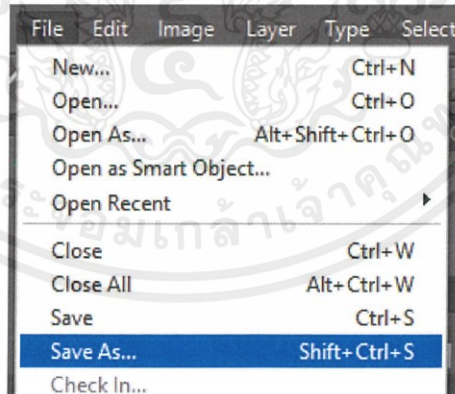 File Edit Image Layer Type Select
New... Ctrl+N
Open... Ctrl+O
Open As... Alt+Shift+Ctrl+O
Open as Smart Object...
Open Recent
Close Ctrl+W
Close All Alt+Ctrl+W
Save Ctrl+S
Save As... Shift+Ctrl+S
Check In...